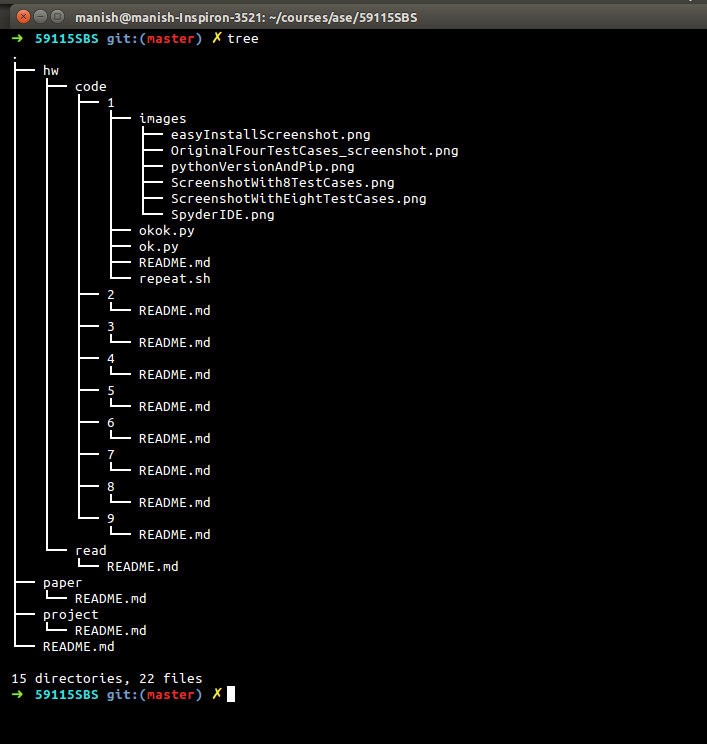 manish@manish-Inspiron-3521: ~/courses/ase/59115SBS
➜ 59115SBS git:(master) ✗ tree
.
├── hw
│   ├── code
│   │   ├── 1
│   │   │   ├── images
│   │   │   │   ├── easyInstallScreenshot.png
│   │   │   │   ├── OriginalFourTestCases_screenshot.png
│   │   │   │   ├── pythonVersionAndPip.png
│   │   │   │   ├── ScreenshotWith8TestCases.png
│   │   │   │   ├── ScreenshotWithEightTestCases.png
│   │   │   │   └── SpyderIDE.png
│   │   │   ├── okok.py
│   │   │   ├── ok.py
│   │   │   ├── README.md
│   │   │   └── repeat.sh
│   │   ├── 2
│   │   │   └── README.md
│   │   ├── 3
│   │   │   └── README.md
│   │   ├── 4
│   │   │   └── README.md
│   │   ├── 5
│   │   │   └── README.md
│   │   ├── 6
│   │   │   └── README.md
│   │   ├── 7
│   │   │   └── README.md
│   │   ├── 8
│   │   │   └── README.md
│   │   └── 9
│   │       └── README.md
│   └── read
│       └── README.md
├── paper
│   └── README.md
├── project
│   └── README.md
└── README.md
15 directories, 22 files
➜ 59115SBS git:(master) ✗